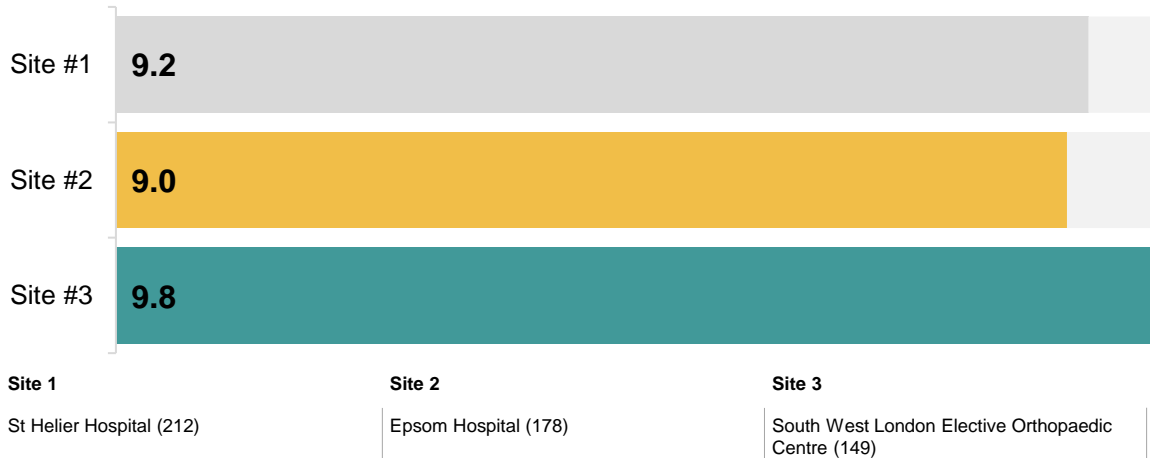 Site #1
9.2
Site #2
9.0
Site #3
9.8
Site 1
Site 2
Site 3
St Helier Hospital (212)
Epsom Hospital (178)
South West London Elective Orthopaedic
Centre (149)